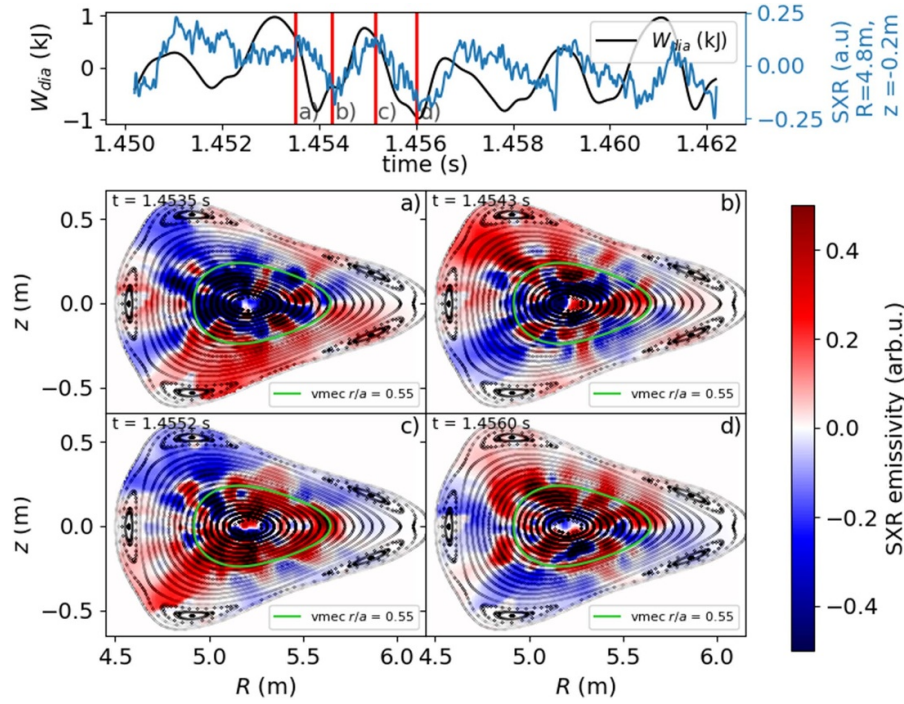 1
0
−1
W_dia (kJ)
W_dia (kJ)
0.25
0.00
−0.25
SXR (a.u)
R=4.8m,
z =-0.2m
a)
b)
c)
d)
1.450 1.452 1.454 1.456 1.458 1.460 1.462
time (s)
t = 1.4535 s
a)
0.5
0.0
−0.5
z (m)
vmec r/a = 0.55
t = 1.4543 s
b)
vmec r/a = 0.55
t = 1.4552 s
c)
0.5
0.0
−0.5
z (m)
vmec r/a = 0.55
4.5 5.0 5.5 6.0
R (m)
t = 1.4560 s
d)
vmec r/a = 0.55
4.5 5.0 5.5 6.0
R (m)
0.4
0.2
0.0
−0.2
−0.4
SXR emissivity (arb.u.)